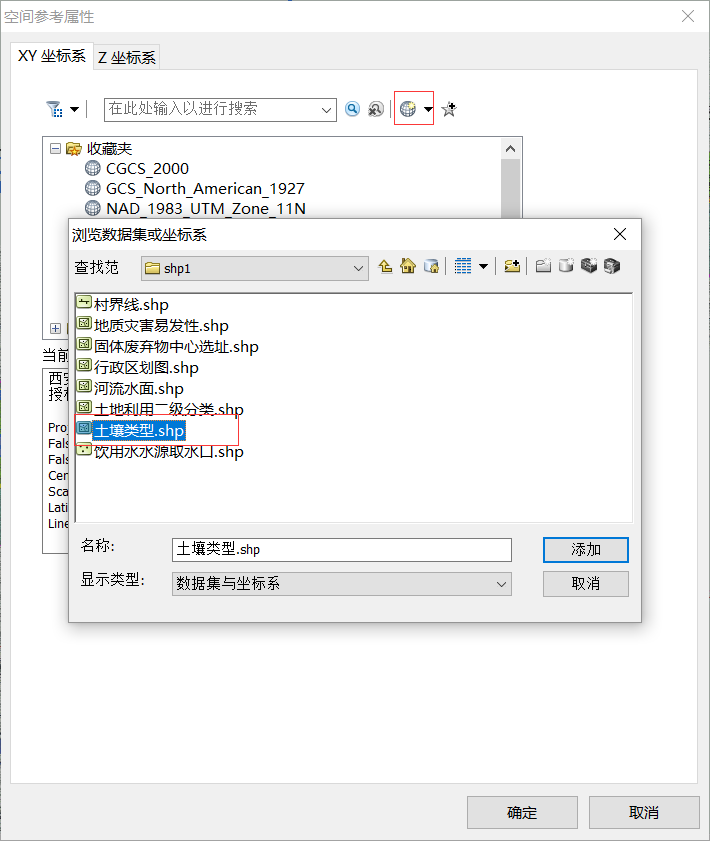 空间参考属性
XY 坐标系
Z 坐标系
在此处输入以进行搜索
收藏夹
CGCS_2000
GCS_North_American_1927
NAD_1983_UTM_Zone_11N
浏览数据集或坐标系
查找范
shp1
村界线.shp
地质灾害易发性.shp
固体废弃物中心选址.shp
行政区划图.shp
河流水面.shp
土地利用二级分类.shp
土壤类型.shp
饮用水水源取水口.shp
名称:
土壤类型.shp
添加
显示类型:
数据集与坐标系
取消
当前
西安
授权
Proj
Fals
Fals
Cen
Sca
Lati
Line
确定
取消